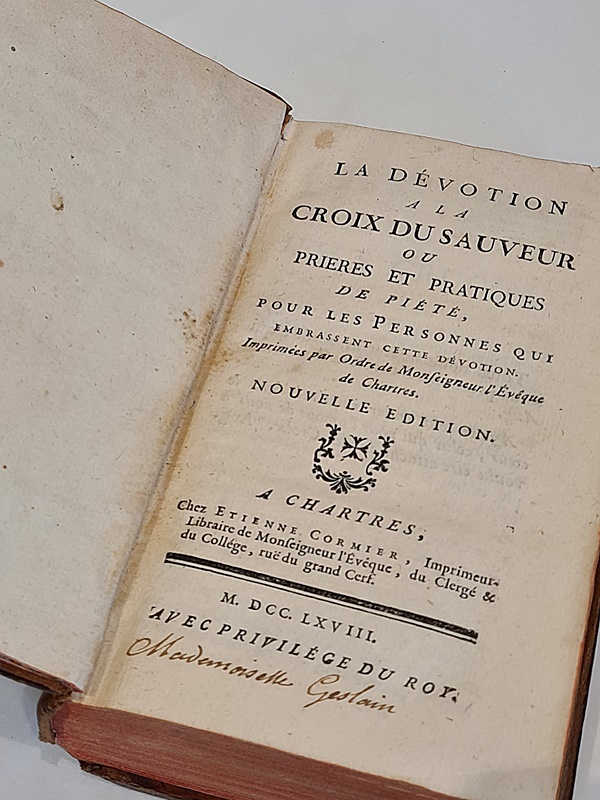 LA DÉVOTION
A LA
CROIX DU SAUVEUR
OU
PRIERES ET PRATIQUES
DE PIÉTÉ,
POUR LES PERSONNES QUI
EMBRASSENT CETTE DÉVOTION.
Imprimées par Ordre de Monſeigneur l'Évêque
de Chartres.
NOUVELLE EDITION.
A CHARTRES,
Chez ETIENNE CORMIER, Imprimeur-
Libraire de Monſeigneur l'Évêque, du Clergé &
du Collége, ruë du grand Cerf.
M. DCC. LXVIII.
AVEC PRIVILÉGE DU ROY.
Mademoiselle Geslain